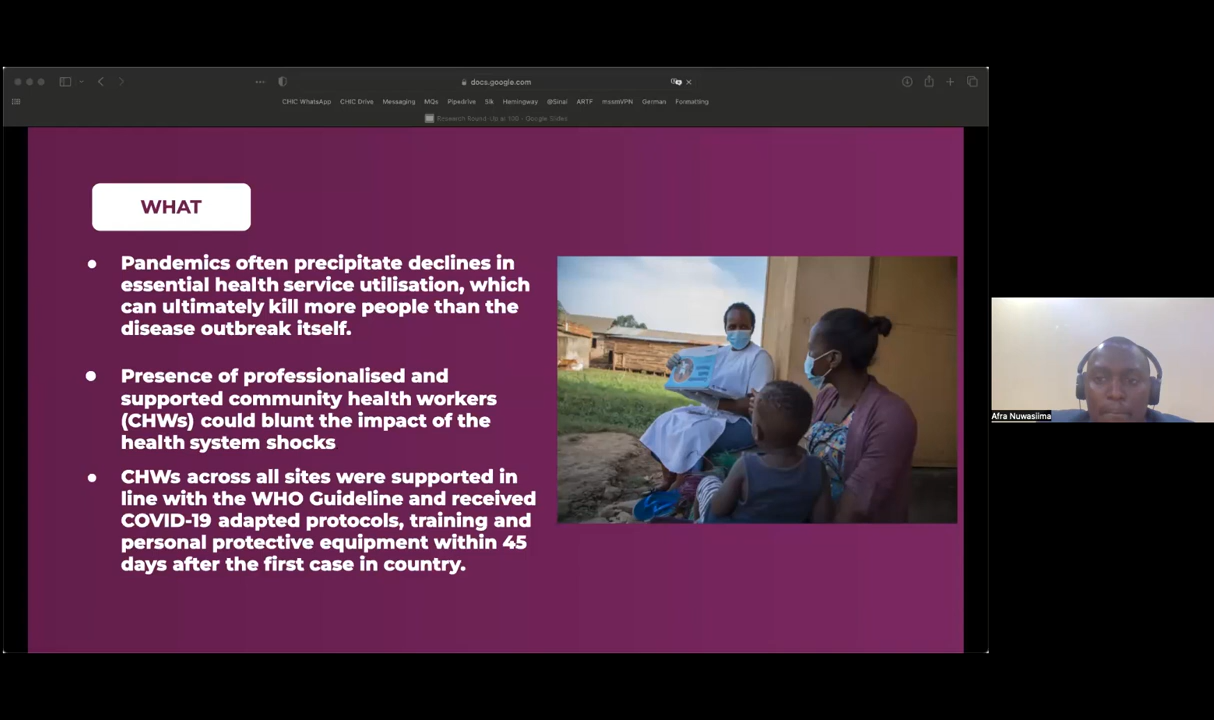 docs.google.com
CHIC WhatsApp CHIC Drive Messaging MQs Pipedrive Slk Hemingway @Sinai ARTF mssmVPN German Formatting
Google Slides
WHAT
● Pandemics often precipitate declines in
essential health service utilisation, which
can ultimately kill more people than the
disease outbreak itself.
● Presence of professionalised and
supported community health workers
(CHWs) could blunt the impact of the
health system shocks
● CHWs across all sites were supported in
line with the WHO Guideline and received
COVID-19 adapted protocols, training and
personal protective equipment within 45
days after the first case in country.
Afra Nuwasiima